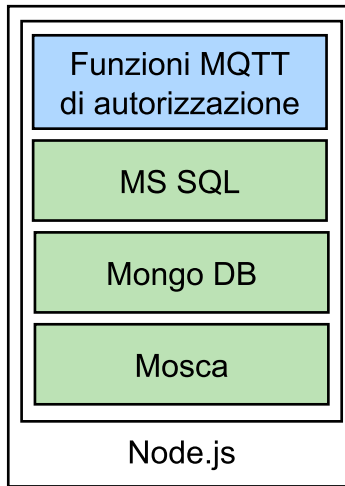 Funzioni MQTT
di autorizzazione
MS SQL
Mongo DB
Mosca
Node.js